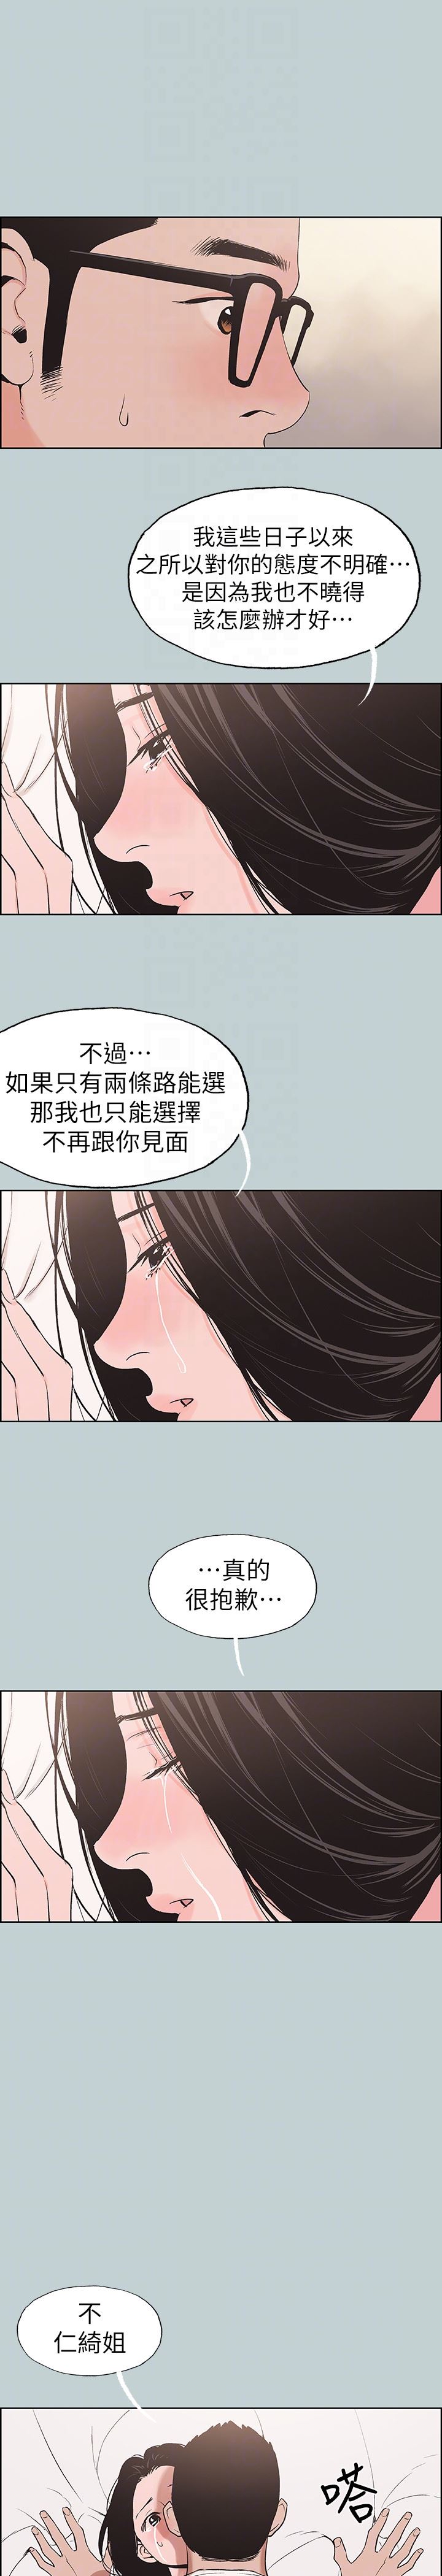 我這些日子以來
之所以對你的態度不明確⋯
是因為我也不曉得
該怎麼辦才好⋯
不過⋯
如果只有兩條路能選
那我也只能選擇
不再跟你見面
⋯真的
很抱歉⋯
不
仁綺姐
嗒